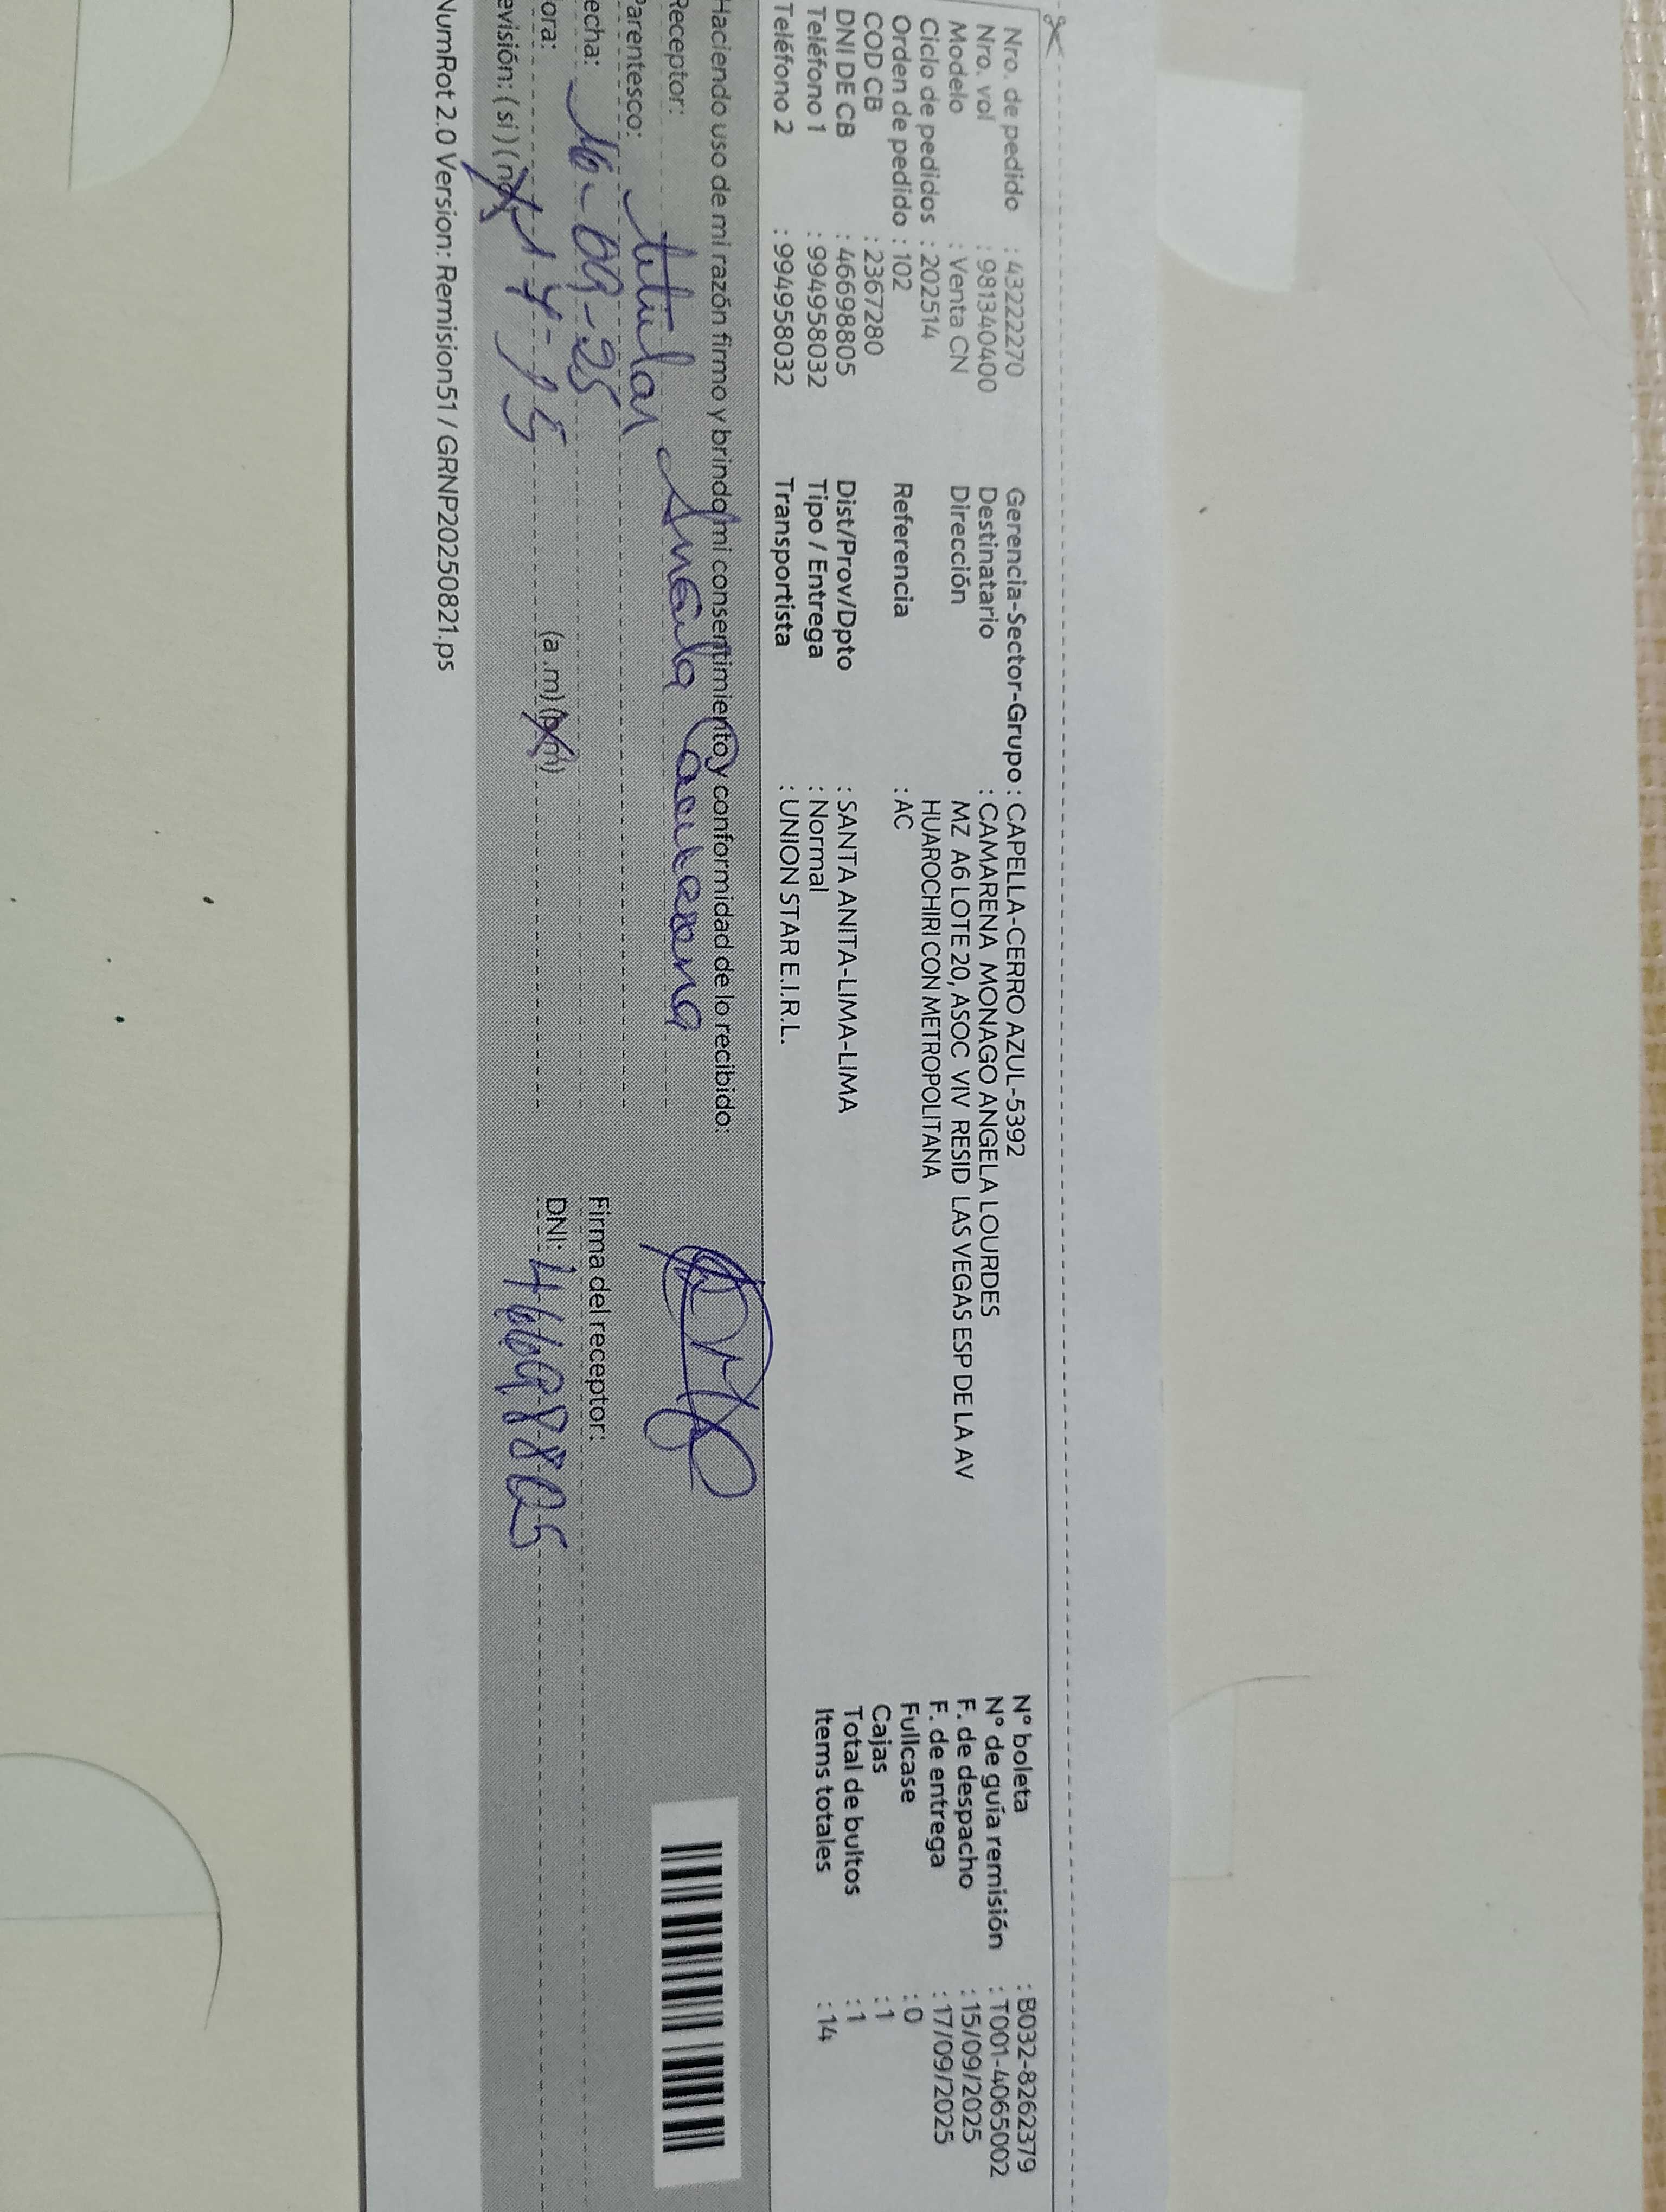 Nro. de pedido : 43222270
Nro. vol : 981340400
Modelo : Venta CN
Ciclo de pedidos : 202514
Orden de pedido : 102
COD CB : 2367280
DNI DE CB : 46698805
Teléfono 1 : 994958032
Teléfono 2 : 994958032
Gerencia-Sector-Grupo : CAPELLA-CERRO AZUL-5392
Destinatario : CAMARENA MONAGO ANGELA LOURDES
Dirección MZ A6 LOTE 20, ASOC VIV RESID LAS VEGAS ESP DE LA AV
HUAROCHIRI CON METROPOLITANA
Referencia : AC
Dist/Prov/Dpto : SANTA ANITA-LIMA-LIMA
Tipo / Entrega : Normal
Transportista : UNION STAR E.I.R.L.
N° boleta : B032-8262379
N° de guía remisión : T001-4065002
F. de despacho : 15/09/2025
F. de entrega : 17/09/2025
Fullcase : 0
Cajas : 1
Total de bultos : 1
Items totales : 14
Haciendo uso de mi razón firmo y brindo mi consentimiento y conformidad de lo recibido:
Receptor: Angela Camarena
Parentesco: titular
echa: 16-09-25
ora: (a .m) (p.m)
evisión: ( si ) ( no )
Firma del receptor:
DNI: 46698805
NumRot 2.0 Version: Remision51 / GRNP20250821.ps